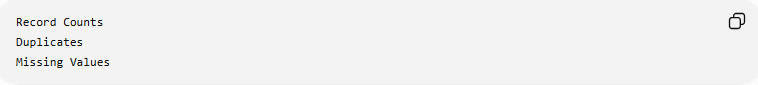 Record Counts
Duplicates
Missing Values